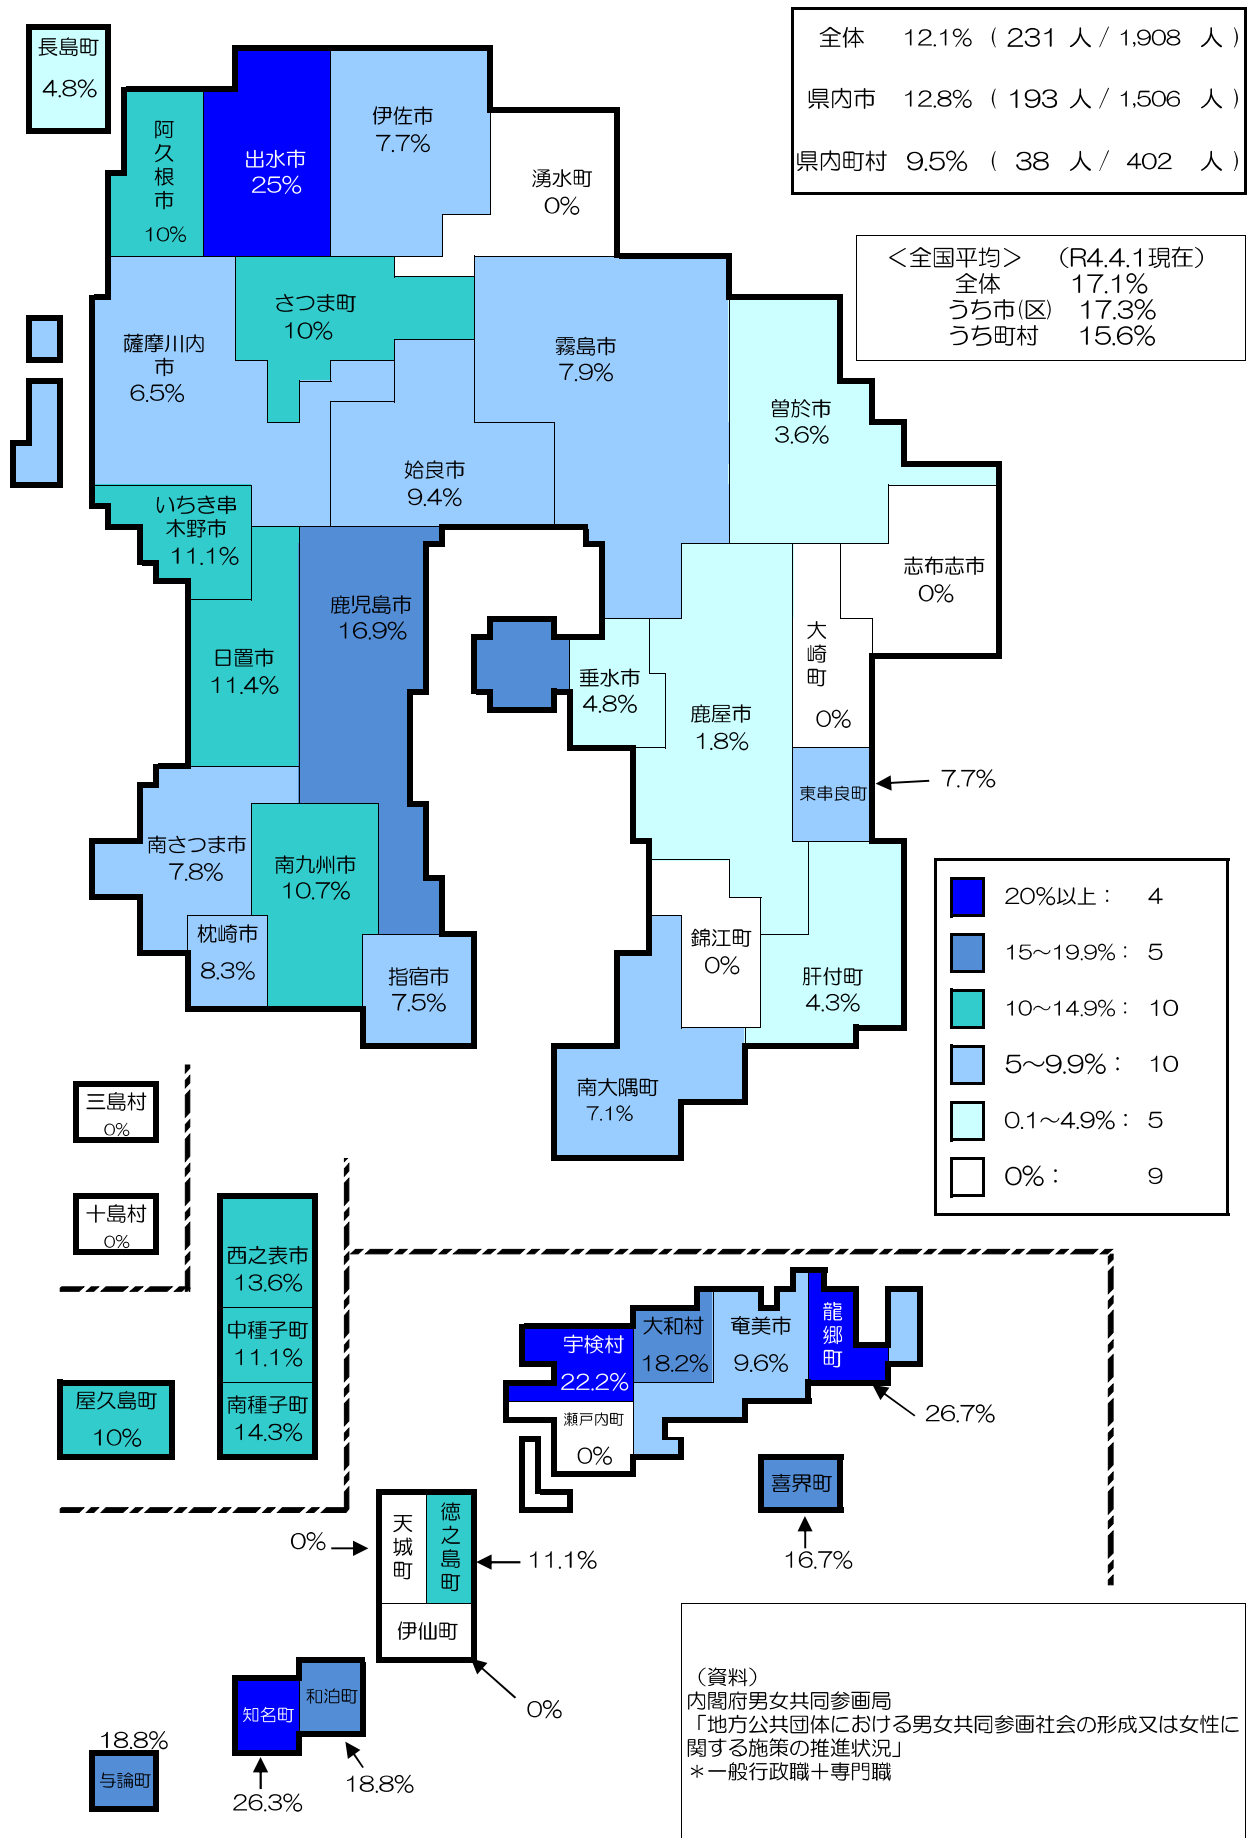 長島町
4.8%
全体 12.1% ( 231 人 / 1,908 人 )
県内市 12.8% ( 193 人 / 1,506 人 )
県内町村 9.5% ( 38 人 / 402 人 )
阿久根市
10%
出水市
25%
伊佐市
7.7%
湧水町
0%
＜全国平均＞ （R4.4.1現在）
全体 17.1%
うち市(区) 17.3%
うち町村 15.6%
さつま町
10%
薩摩川内
市
6.5%
霧島市
7.9%
曽於市
3.6%
姶良市
9.4%
いちき串
木野市
11.1%
志布志市
0%
鹿児島市
16.9%
大崎町
0%
日置市
11.4%
垂水市
4.8%
鹿屋市
1.8%
東串良町
7.7%
南さつま市
7.8%
南九州市
10.7%
枕崎市
8.3%
指宿市
7.5%
錦江町
0%
肝付町
4.3%
南大隅町
7.1%
20%以上： 4
15～19.9%： 5
10～14.9%： 10
5～9.9%： 10
0.1～4.9%： 5
0%： 9
三島村
0%
十島村
0%
西之表市
13.6%
中種子町
11.1%
南種子町
14.3%
屋久島町
10%
宇検村
22.2%
大和村
18.2%
奄美市
9.6%
龍郷町
26.7%
瀬戸内町
0%
喜界町
16.7%
天城町
0%
徳之島町
11.1%
伊仙町
0%
和泊町
18.8%
知名町
26.3%
18.8%
与論町
（資料）
内閣府男女共同参画局
「地方公共団体における男女共同参画社会の形成又は女性に
関する施策の推進状況」
＊一般行政職＋専門職